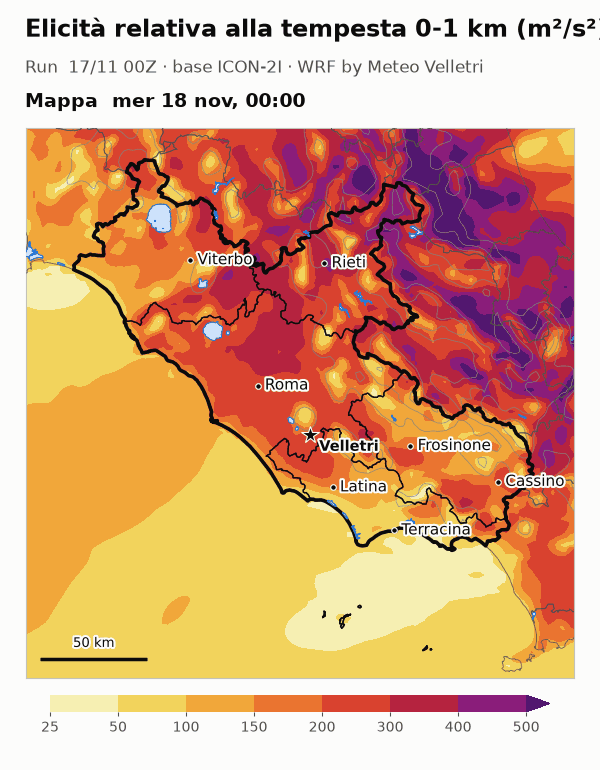 Elicità relativa alla tempesta 0-1 km (m²/s²)
Run 17/11 00Z · base ICON-2I · WRF by Meteo Velletri
Mappa mer 18 nov, 00:00
Viterbo
Rieti
Roma
Velletri
Frosinone
Latina
Cassino
Terracina
50 km
25 50 100 150 200 300 400 500